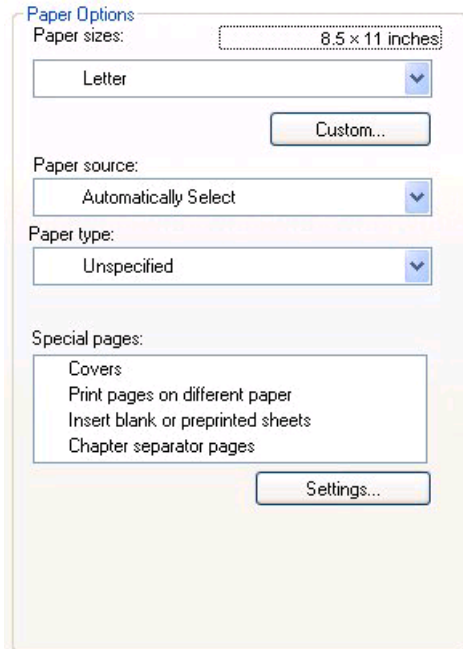 Paper Options
Paper sizes:
8.5 × 11 inches
Letter
Custom...
Paper source:
Automatically Select
Paper type:
Unspecified
Special pages:
Covers
Print pages on different paper
Insert blank or preprinted sheets
Chapter separator pages
Settings...